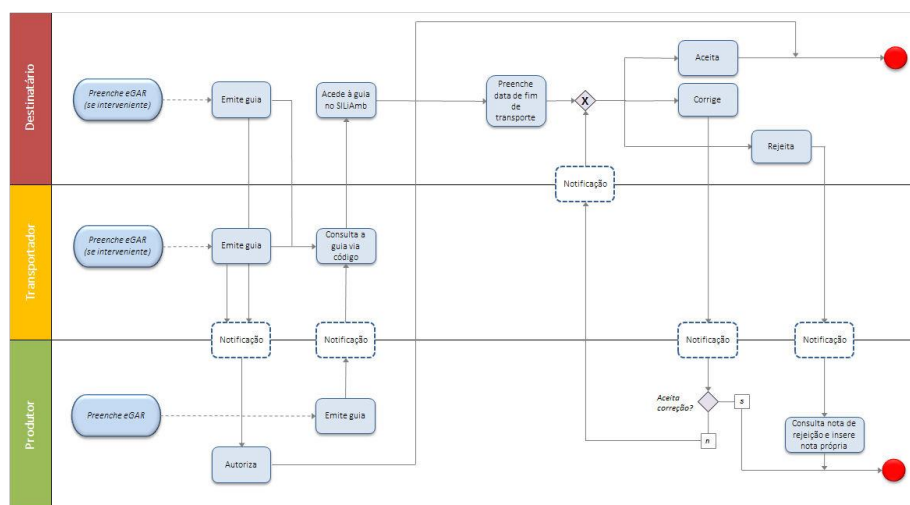 Destinatário
Preenche eGAR
(se interveniente)
Emite guia
Acede à guia
no SILiAmb
Preenche
data de fim
de
transporte
X
Aceita
Corrige
Rejeita
Notificação
Transportador
Preenche eGAR
(se interveniente)
Emite guia
Consulta a
guia via
código
Notificação
Notificação
Notificação
Notificação
Produtor
Preenche eGAR
Emite guia
Autoriza
Aceita
correção?
s
n
Consulta nota de
rejeição e insere
nota própria